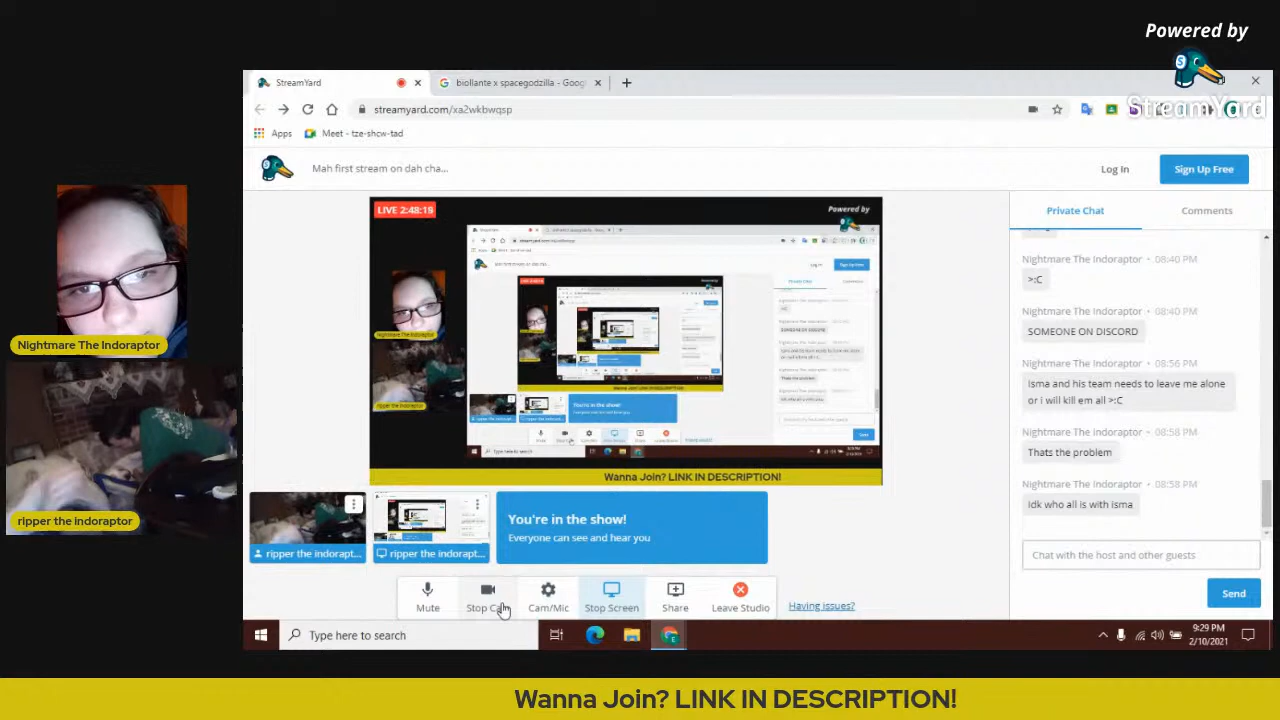 Powered by
StreamYard
StreamYard
biollante x spacegodzilla - Goog
streamyard.com/xa2wkbwqsp
Apps
Meet - tze-shcw-tad
Mah first stream on dah cha...
Log In
Sign Up Free
LIVE 2:48:19
Powered by
Private Chat
Comments
Nightmare The Indoraptor • 08:40 PM
>:C
Nightmare The Indoraptor • 08:40 PM
SOMEONE ON DISCORD
Nightmare The Indoraptor • 08:56 PM
Isma and his team needs to leave me alone
or i will kill em all >:C
Nightmare The Indoraptor • 08:58 PM
Thats the problem
Nightmare The Indoraptor • 08:58 PM
Idk who all is with isma
Nightmare The Indoraptor
ripper the indoraptor
You're in the show!
Wanna Join? LINK IN DESCRIPTION!
ripper the indorapt...
ripper the indorapt...
You're in the show!
Everyone can see and hear you
Chat with the host and other guests
Send
Mute
Stop Cam
Cam/Mic
Stop Screen
Share
Leave Studio
Having issues?
Type here to search
9:29 PM
2/10/2021
Wanna Join? LINK IN DESCRIPTION!